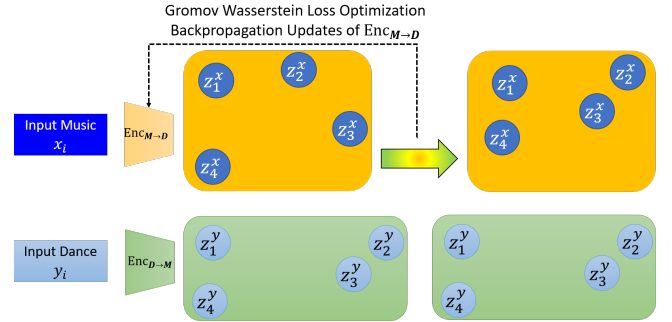 Gromov Wasserstein Loss Optimization
Backpropagation Updates of Enc_{M→D}
Input Music
x_i
Enc_{M→D}
z_1^x
z_2^x
z_3^x
z_4^x
z_1^x
z_2^x
z_3^x
z_4^x
Input Dance
y_i
Enc_{D→M}
z_1^y
z_2^y
z_3^y
z_4^y
z_1^y
z_2^y
z_3^y
z_4^y